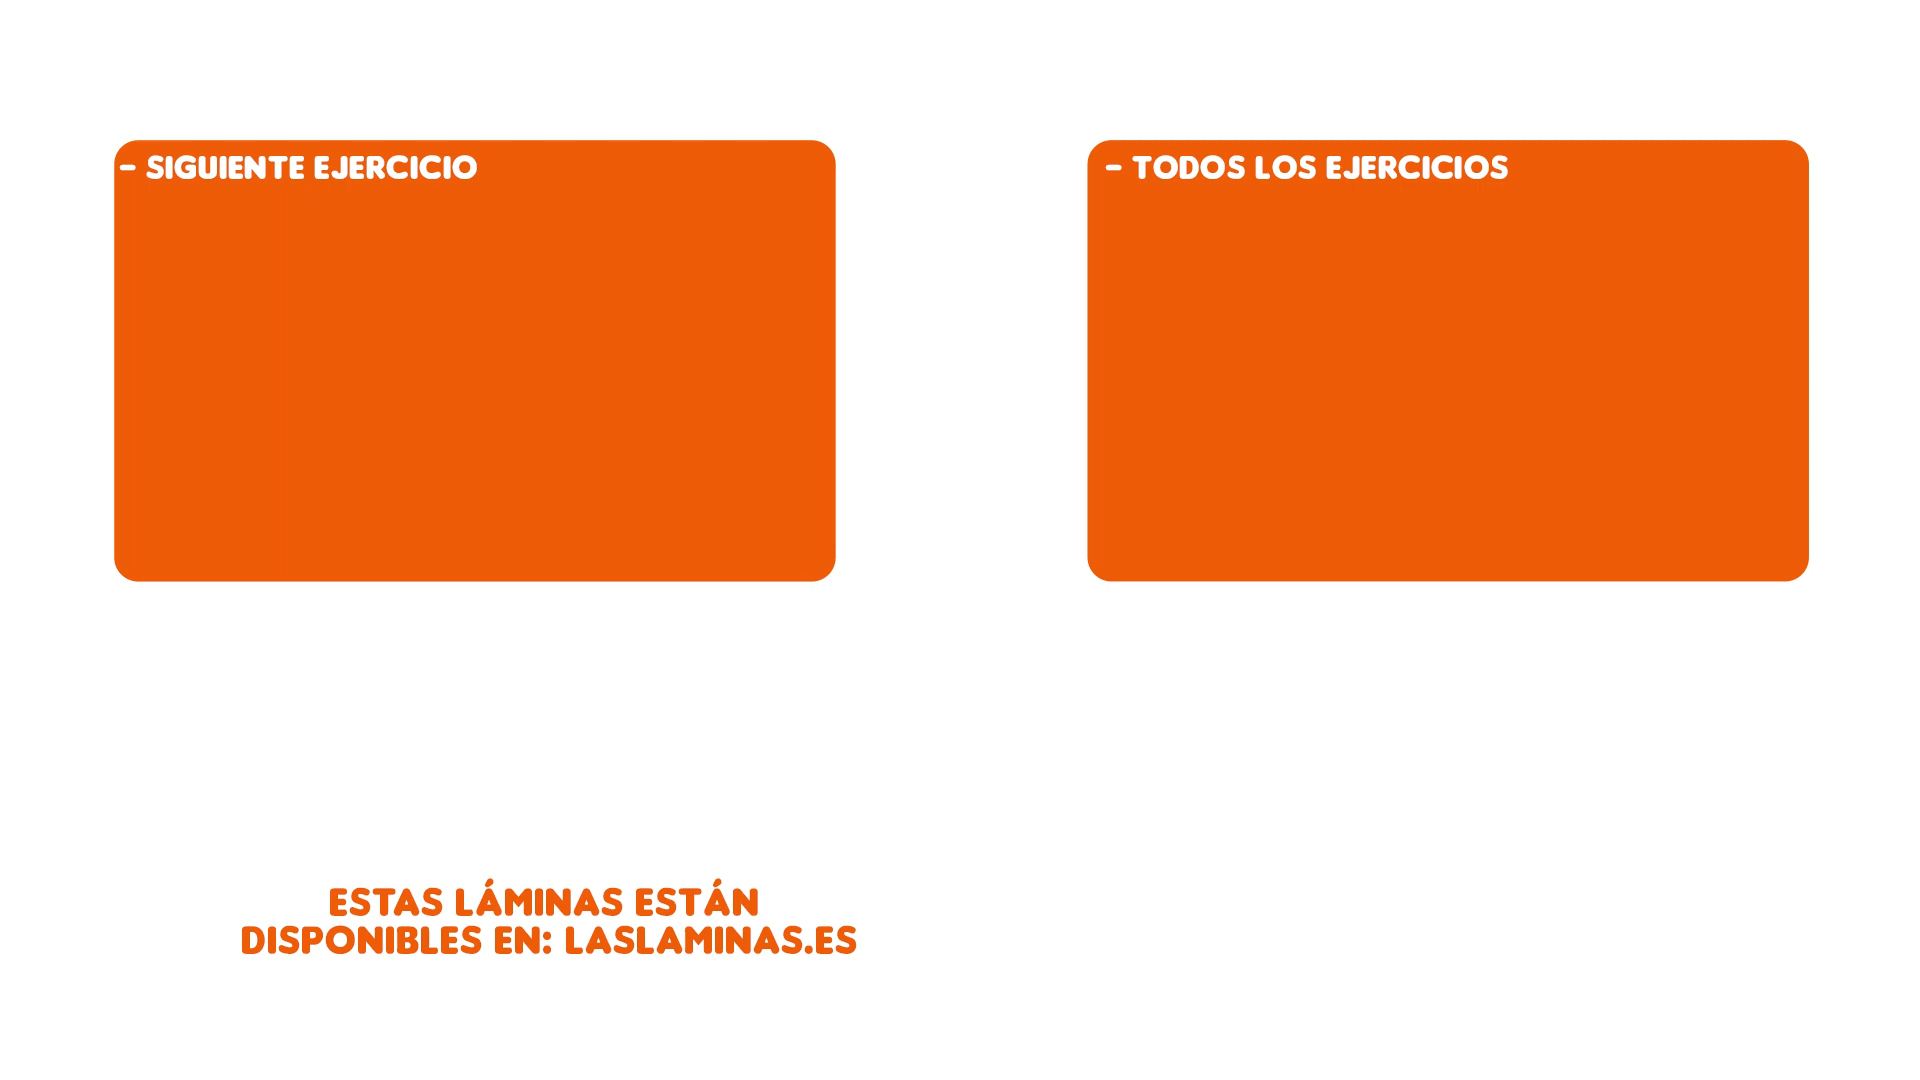 - SIGUIENTE EJERCICIO
- TODOS LOS EJERCICIOS
ESTAS LÁMINAS ESTÁN
DISPONIBLES EN: LASLAMINAS.ES